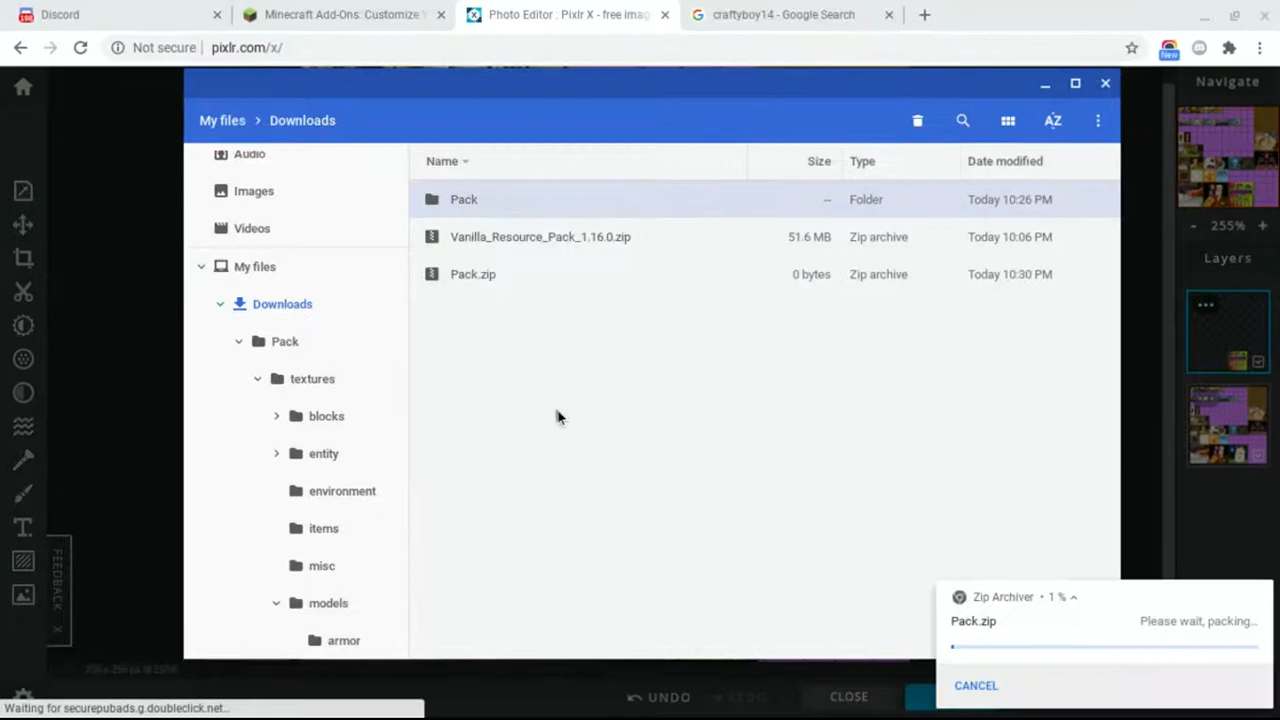 Discord
Minecraft Add-Ons: Customize Y
Photo Editor : Pixlr X - free imag
craftyboy14 - Google Search
Not secure
pixlr.com/x/
New
Navigate
My files > Downloads
AZ
Audio
Images
Videos
My files
Downloads
Pack
textures
blocks
entity
environment
items
misc
models
armor
Name
Size
Type
Date modified
Pack
--
Folder
Today 10:26 PM
Vanilla_Resource_Pack_1.16.0.zip
51.6 MB
Zip archive
Today 10:06 PM
Pack.zip
0 bytes
Zip archive
Today 10:30 PM
- 255% +
Layers
FEEDBACK
Zip Archiver • 1 %
Pack.zip
Please wait, packing...
CANCEL
UNDO
REDO
CLOSE
Waiting for securepubads.g.doubleclick.net...